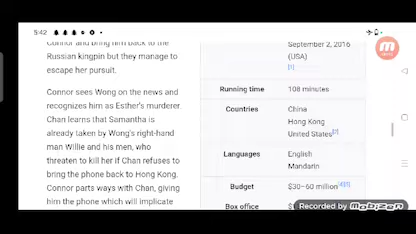 5:42
Connor and bring him back to the
Russian kingpin but they manage to
escape her pursuit.
Connor sees Wong on the news and
recognizes him as Esther's murderer.
Chan learns that Samantha is
already taken by Wong's right-hand
man Willie and his men, who
threaten to kill her if Chan refuses to
bring the phone back to Hong Kong.
Connor parts ways with Chan, giving
him the phone which will implicate
September 2, 2016
(USA)
[1]
Running time 108 minutes
Countries China
Hong Kong
United States[2]
Languages English
Mandarin
Budget $30–60 million[4][5]
Box office
Recorded by Mobizen